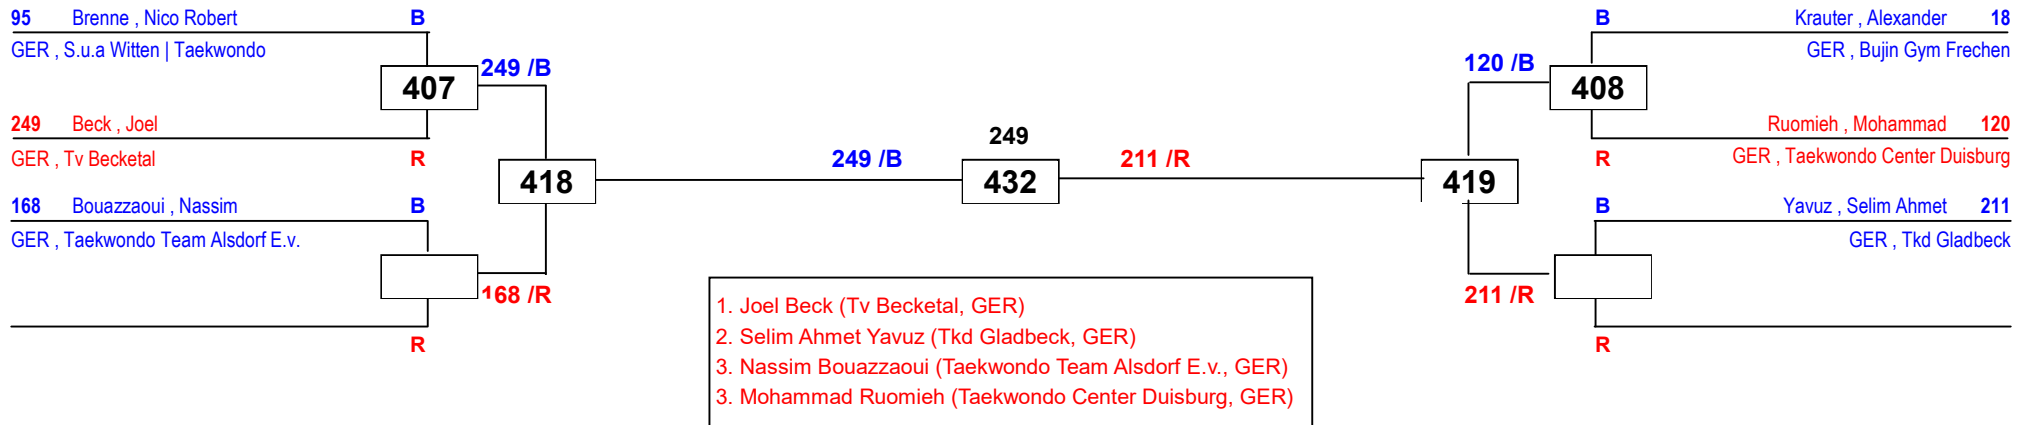 95 Brenne , Nico Robert B
GER , S.u.a Witten | Taekwondo
407
249 /B
249 Beck , Joel
GER , Tv Becketal R
168 Bouazzaoui , Nassim B
GER , Taekwondo Team Alsdorf E.v.
168 /R
R
418
249 /B
249
432
211 /R
419
B Krauter , Alexander 18
GER , Bujin Gym Frechen
120 /B
408
Ruomieh , Mohammad 120
R GER , Taekwondo Center Duisburg
B Yavuz , Selim Ahmet 211
GER , Tkd Gladbeck
211 /R
R
1. Joel Beck (Tv Becketal, GER)
2. Selim Ahmet Yavuz (Tkd Gladbeck, GER)
3. Nassim Bouazzaoui (Taekwondo Team Alsdorf E.v., GER)
3. Mohammad Ruomieh (Taekwondo Center Duisburg, GER)